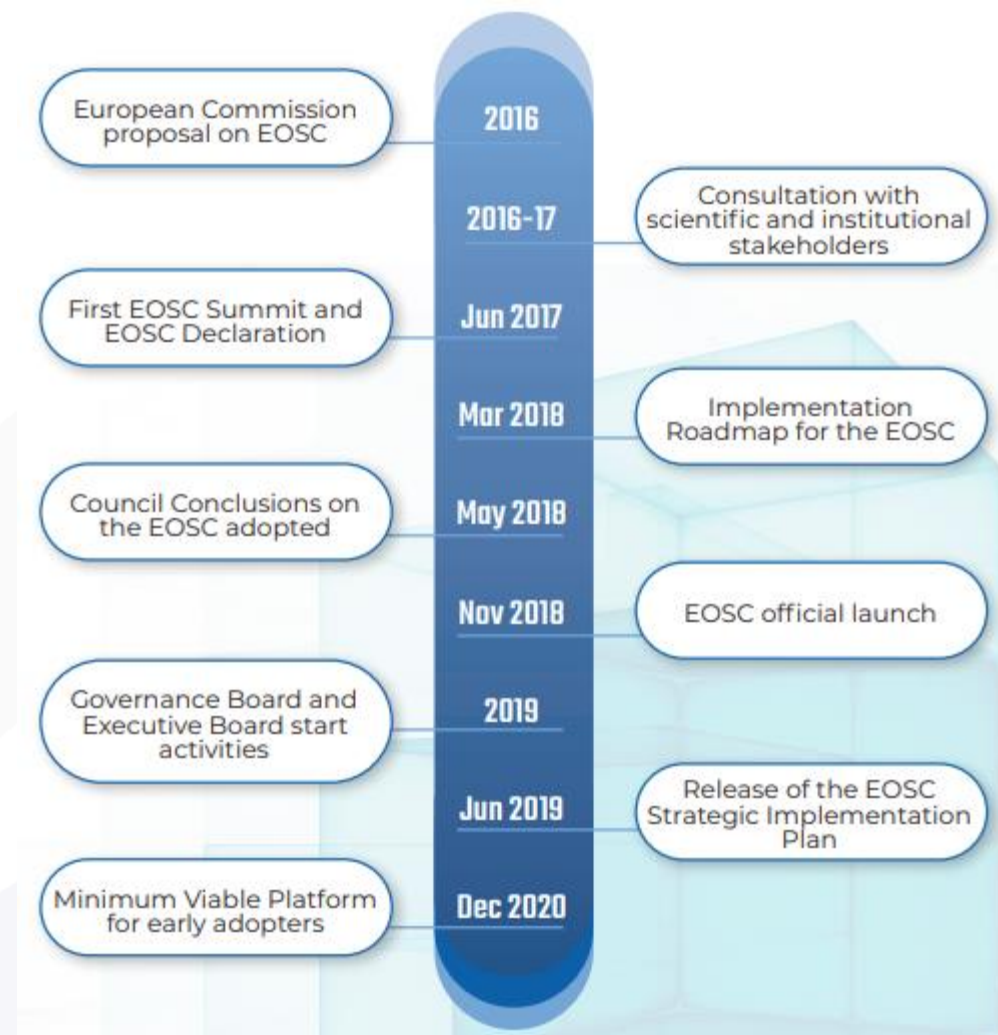 European Commission
proposal on EOSC
2016
2016-17
Consultation with
scientific and institutional
stakeholders
First EOSC Summit and
EOSC Declaration
Jun 2017
Mar 2018
Implementation
Roadmap for the EOSC
Council Conclusions on
the EOSC adopted
May 2018
Nov 2018
EOSC official launch
Governance Board and
Executive Board start
activities
2019
Jun 2019
Release of the EOSC
Strategic Implementation
Plan
Minimum Viable Platform
for early adopters
Dec 2020